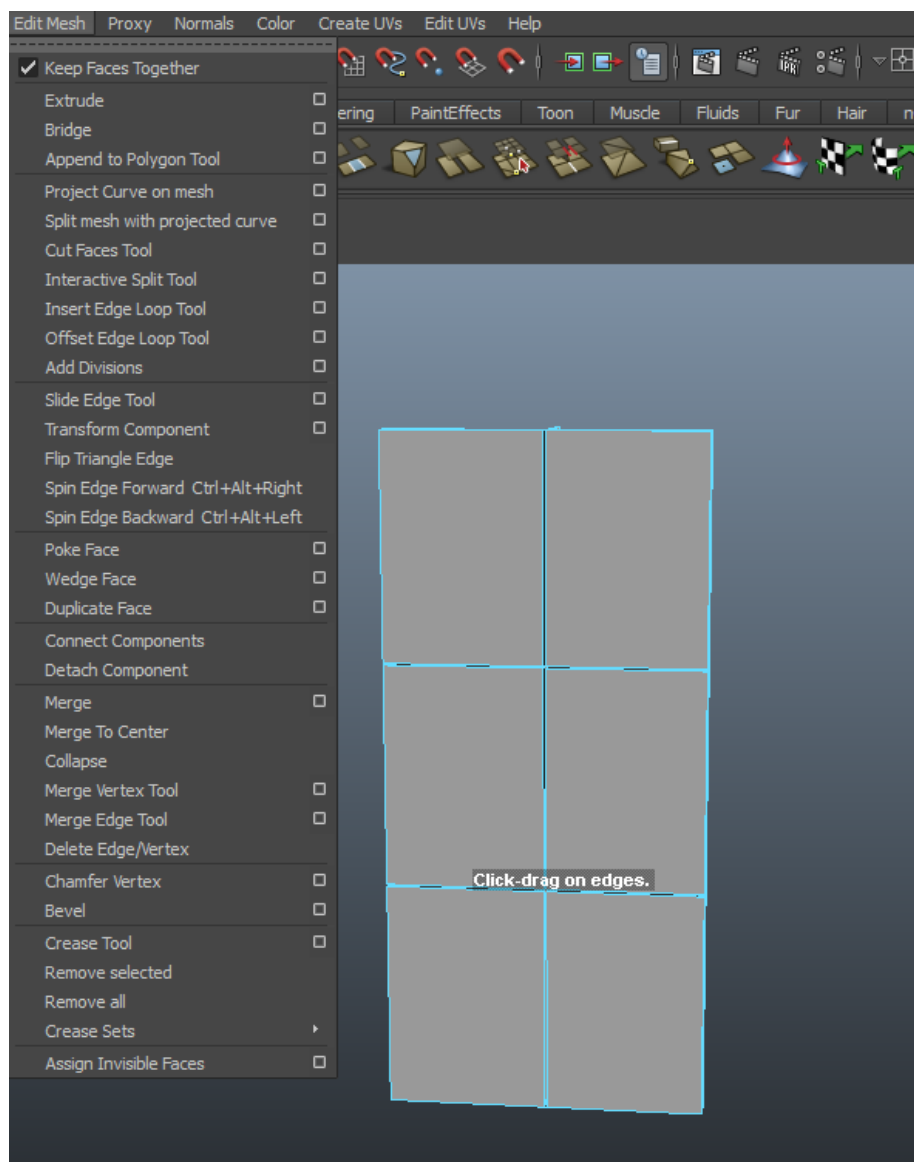 Edit Mesh Proxy Normals Color Create UVs Edit UVs Help
Keep Faces Together
IPR
Extrude
ering PaintEffects Toon Muscle Fluids Fur Hair n
Bridge
Append to Polygon Tool
Project Curve on mesh
Split mesh with projected curve
Cut Faces Tool
Interactive Split Tool
Insert Edge Loop Tool
Offset Edge Loop Tool
Add Divisions
Slide Edge Tool
Transform Component
Flip Triangle Edge
Spin Edge Forward Ctrl+Alt+Right
Spin Edge Backward Ctrl+Alt+Left
Poke Face
Wedge Face
Duplicate Face
Connect Components
Detach Component
Merge
Merge To Center
Collapse
Merge Vertex Tool
Merge Edge Tool
Delete Edge/Vertex
Chamfer Vertex
Click-drag on edges.
Bevel
Crease Tool
Remove selected
Remove all
Crease Sets
Assign Invisible Faces